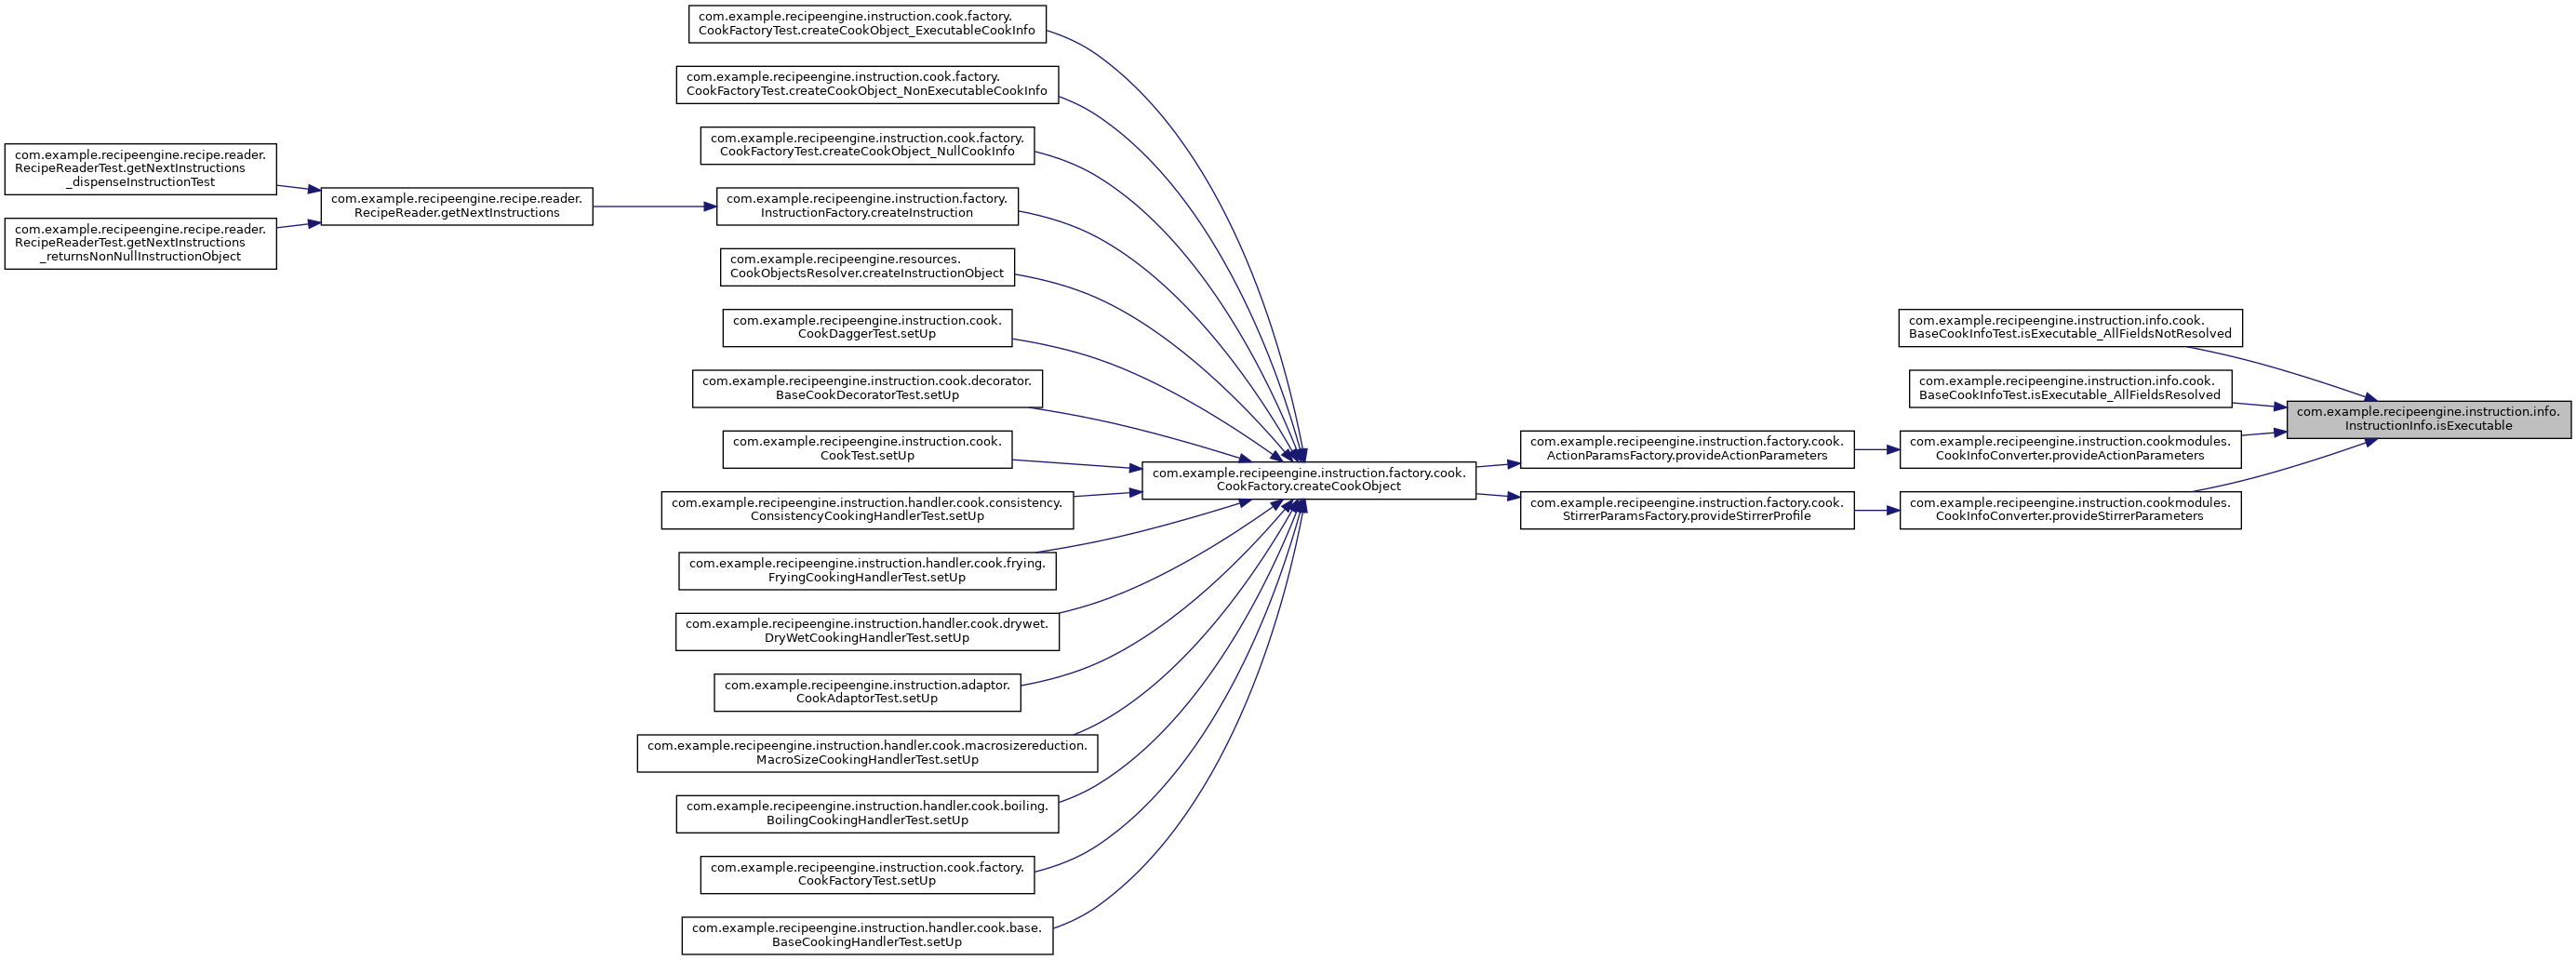 com.example.recipeengine.instruction.cook.factory.
CookFactoryTest.createCookObject_ExecutableCookInfo
com.example.recipeengine.instruction.cook.factory.
CookFactoryTest.createCookObject_NonExecutableCookInfo
com.example.recipeengine.instruction.cook.factory.
CookFactoryTest.createCookObject_NullCookInfo
com.example.recipeengine.recipe.reader.
RecipeReaderTest.getNextInstructions
_dispenseInstructionTest
com.example.recipeengine.recipe.reader.
RecipeReaderTest.getNextInstructions
_returnsNonNullInstructionObject
com.example.recipeengine.recipe.reader.
RecipeReader.getNextInstructions
com.example.recipeengine.instruction.factory.
InstructionFactory.createInstruction
com.example.recipeengine.resources.
CookObjectsResolver.createInstructionObject
com.example.recipeengine.instruction.cook.
CookDaggerTest.setUp
com.example.recipeengine.instruction.cook.decorator.
BaseCookDecoratorTest.setUp
com.example.recipeengine.instruction.cook.
CookTest.setUp
com.example.recipeengine.instruction.handler.cook.consistency.
ConsistencyCookingHandlerTest.setUp
com.example.recipeengine.instruction.handler.cook.frying.
FryingCookingHandlerTest.setUp
com.example.recipeengine.instruction.handler.cook.drywet.
DryWetCookingHandlerTest.setUp
com.example.recipeengine.instruction.adaptor.
CookAdaptorTest.setUp
com.example.recipeengine.instruction.handler.cook.macrosizereduction.
MacroSizeCookingHandlerTest.setUp
com.example.recipeengine.instruction.handler.cook.boiling.
BoilingCookingHandlerTest.setUp
com.example.recipeengine.instruction.cook.factory.
CookFactoryTest.setUp
com.example.recipeengine.instruction.handler.cook.base.
BaseCookingHandlerTest.setUp
com.example.recipeengine.instruction.factory.cook.
CookFactory.createCookObject
com.example.recipeengine.instruction.factory.cook.
ActionParamsFactory.provideActionParameters
com.example.recipeengine.instruction.factory.cook.
StirrerParamsFactory.provideStirrerProfile
com.example.recipeengine.instruction.info.cook.
BaseCookInfoTest.isExecutable_AllFieldsNotResolved
com.example.recipeengine.instruction.info.cook.
BaseCookInfoTest.isExecutable_AllFieldsResolved
com.example.recipeengine.instruction.cookmodules.
CookInfoConverter.provideActionParameters
com.example.recipeengine.instruction.cookmodules.
CookInfoConverter.provideStirrerParameters
com.example.recipeengine.instruction.info.
InstructionInfo.isExecutable